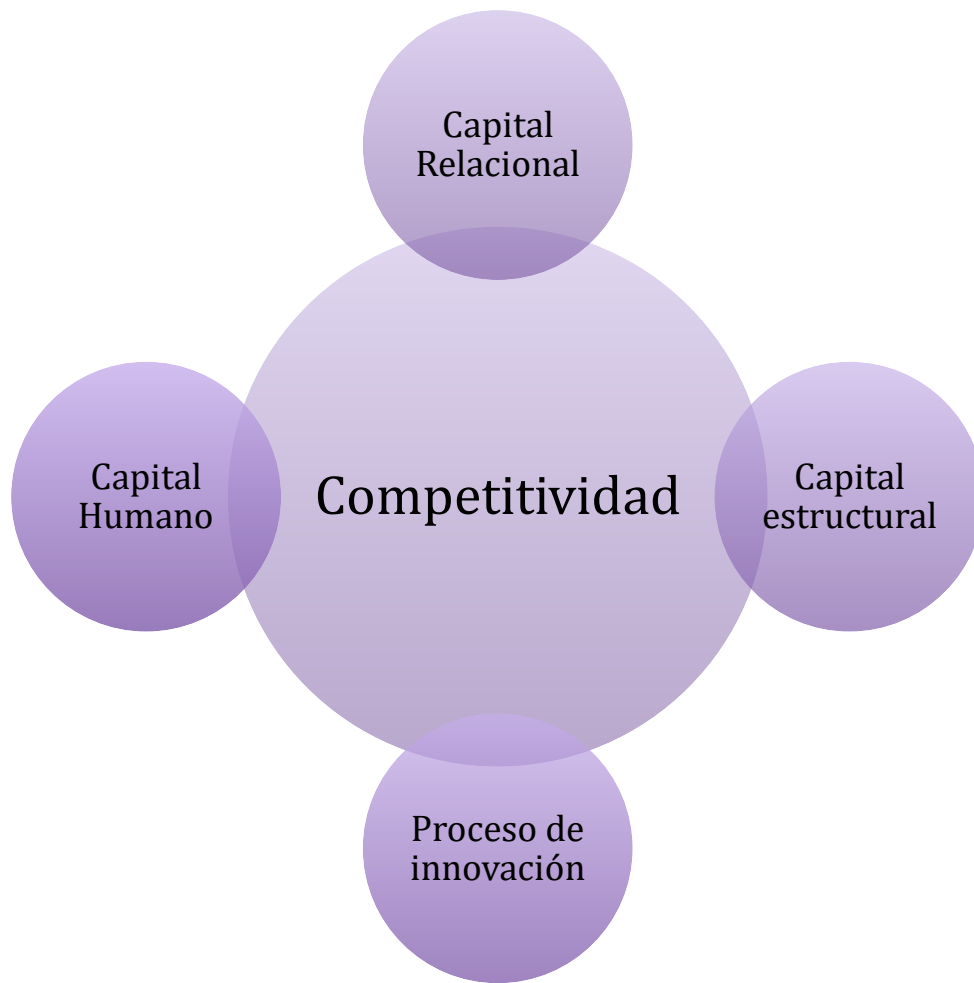 Capital
Relacional
Capital
Humano
Competitividad
Capital
estructural
Proceso de
innovación